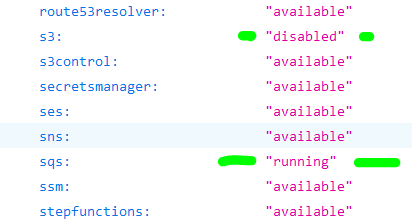 route53resolver: "available"
s3: "disabled"
s3control: "available"
secretsmanager: "available"
ses: "available"
sns: "available"
sqs: "running"
ssm: "available"
stepfunctions: "available"